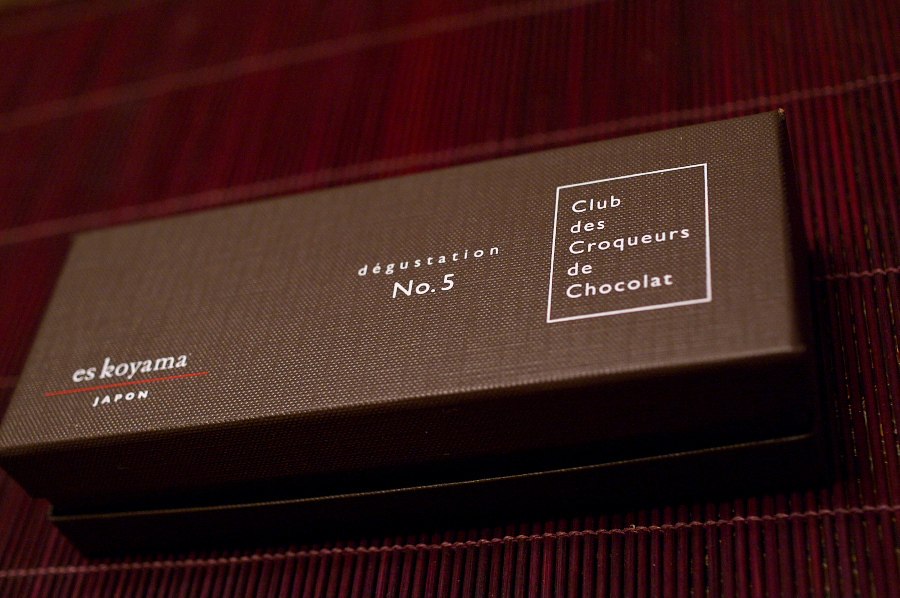 es koyama
JAPON
dégustation
No. 5
Club
des
Croqueurs
de
Chocolat